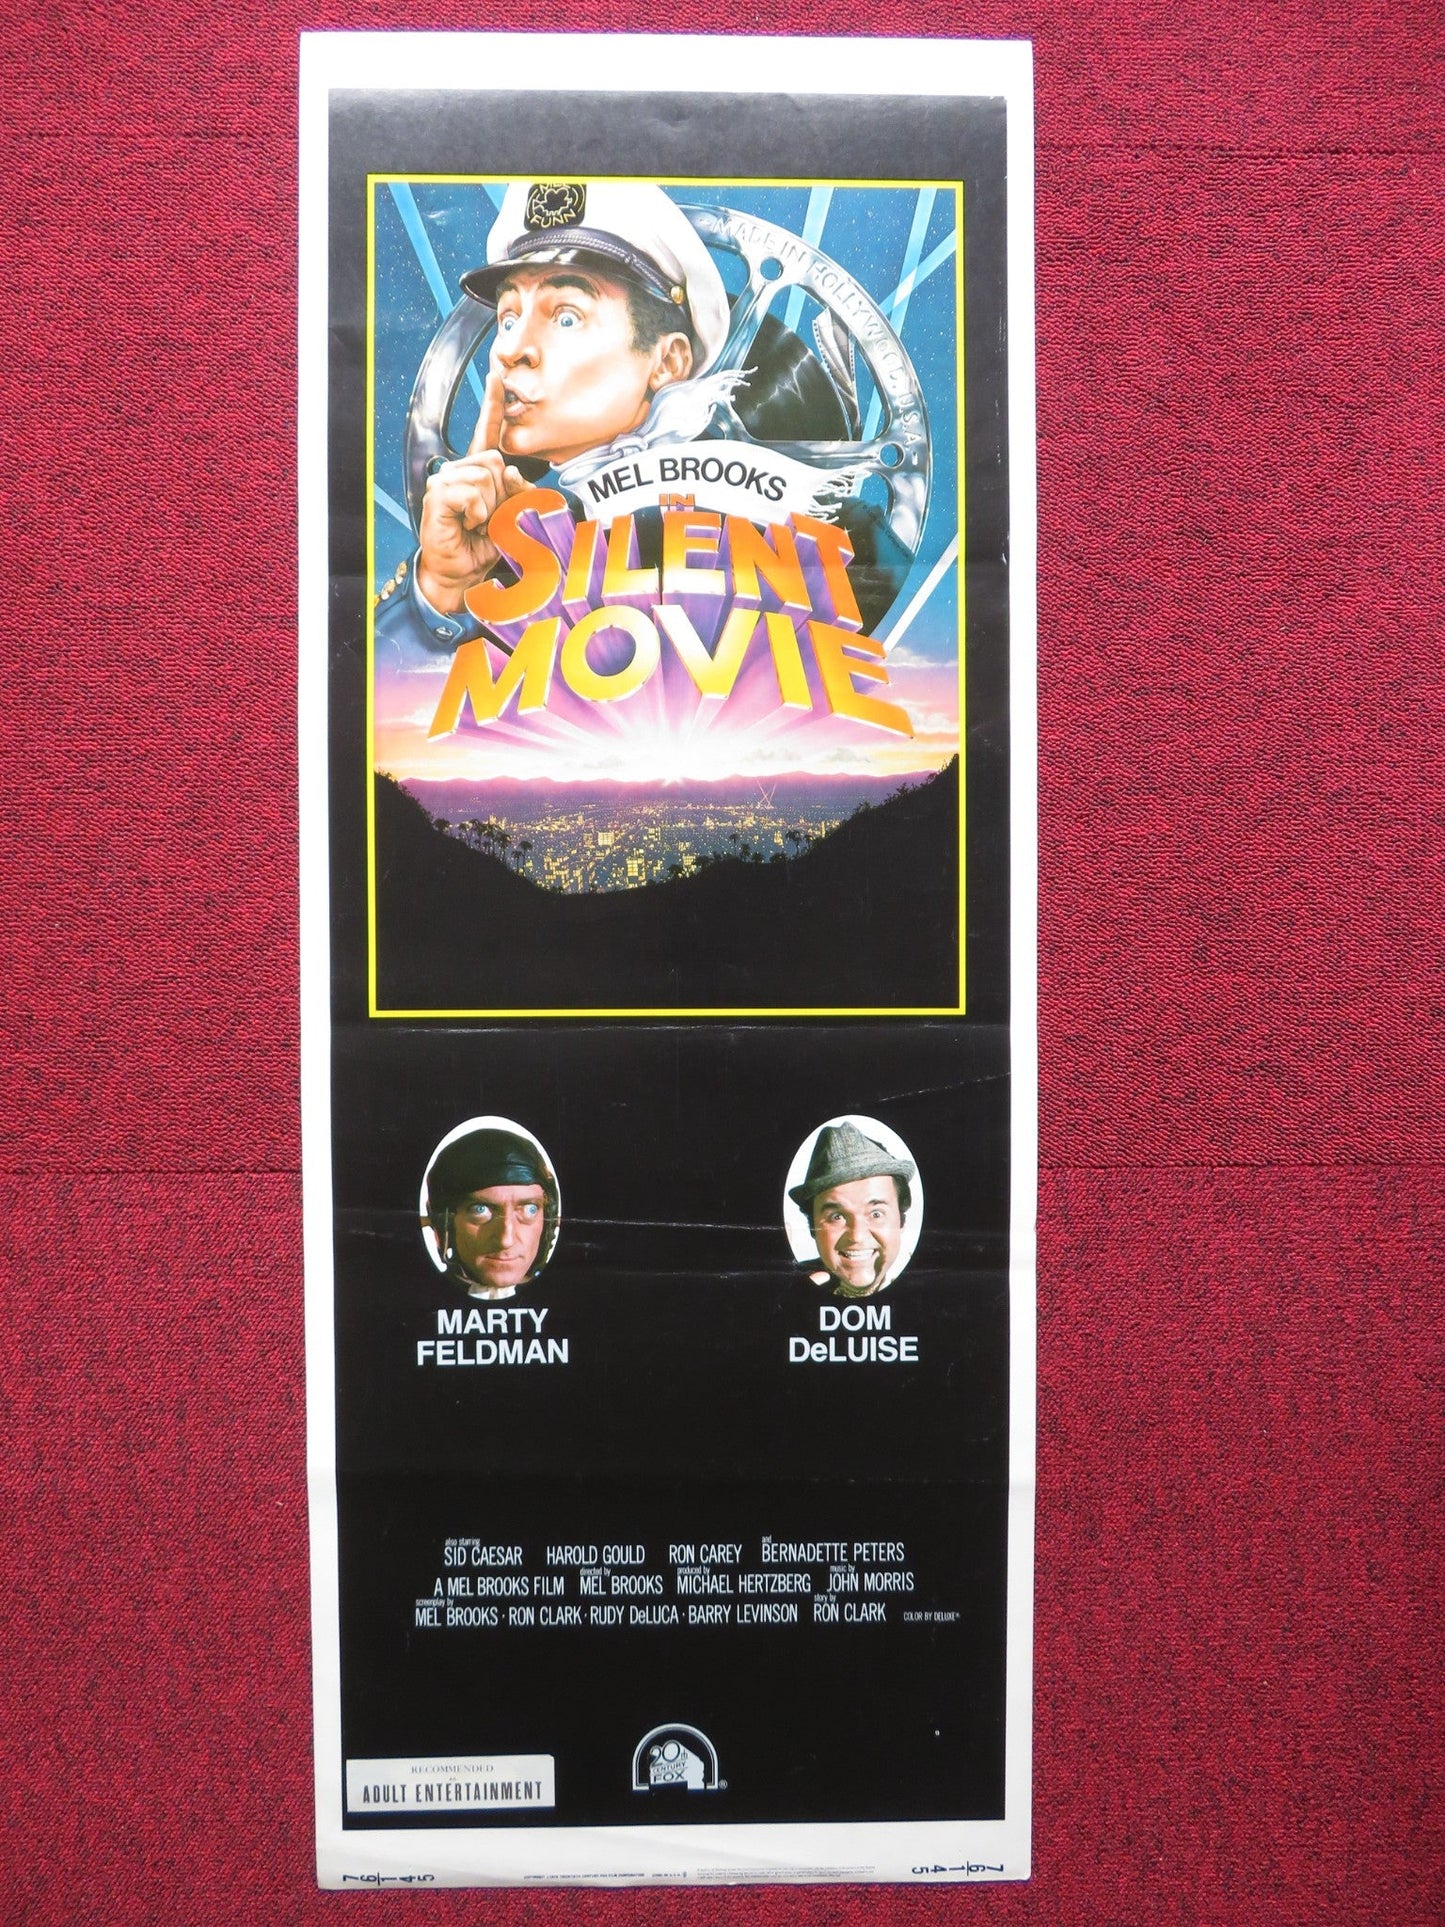 FUNN
MADE IN HOLLYWOOD, U.S.A.
MEL BROOKS
IN
SILENT
MOVIE
MARTY
FELDMAN
DOM
DeLUISE
also starring
SID CAESAR HAROLD GOULD RON CAREY and BERNADETTE PETERS
A MEL BROOKS FILM directed by MEL BROOKS produced by MICHAEL HERTZBERG music by JOHN MORRIS
screenplay by MEL BROOKS · RON CLARK · RUDY DeLUCA · BARRY LEVINSON story by RON CLARK COLOR BY DELUXE®
RECOMMENDED
as
ADULT ENTERTAINMENT
20th
CENTURY
FOX
®
76/145
76/145